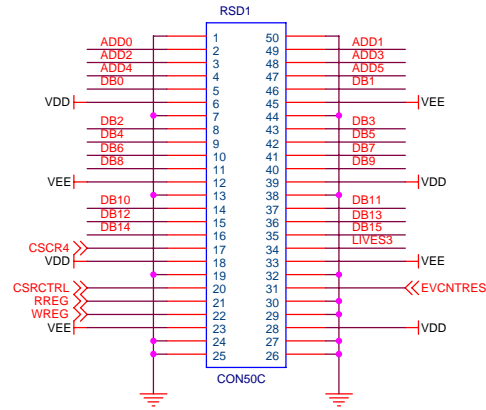 RSD1
1 50
ADD0 2 49 ADD1
ADD2 3 48 ADD3
ADD4 4 47 ADD5
DB0 5 46 DB1
VDD 6 45 VEE
7 44
DB2 8 43 DB3
DB4 9 42 DB5
DB6 10 41 DB7
DB8 11 40 DB9
VEE 12 39 VDD
13 38
DB10 14 37 DB11
DB12 15 36 DB13
DB14 16 35 DB15
CSCR4 17 34 LIVES3
VDD 18 33 VEE
19 32
CSRCTRL 20 31 EVCNTRES
RREG 21 30
WREG 22 29
VEE 23 28 VDD
24 27
25 26
CON50C